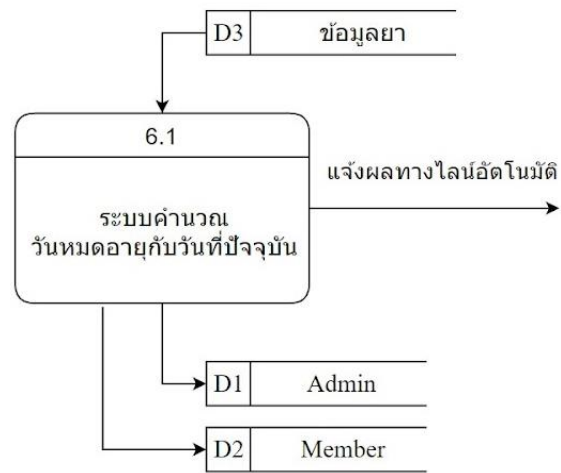 D3 ข้อมูลยา
6.1
แจ้งผลทางไลน์อัตโนมัติ
ระบบคำนวณ
วันหมดอายุกับวันที่ปัจจุบัน
D1 Admin
D2 Member